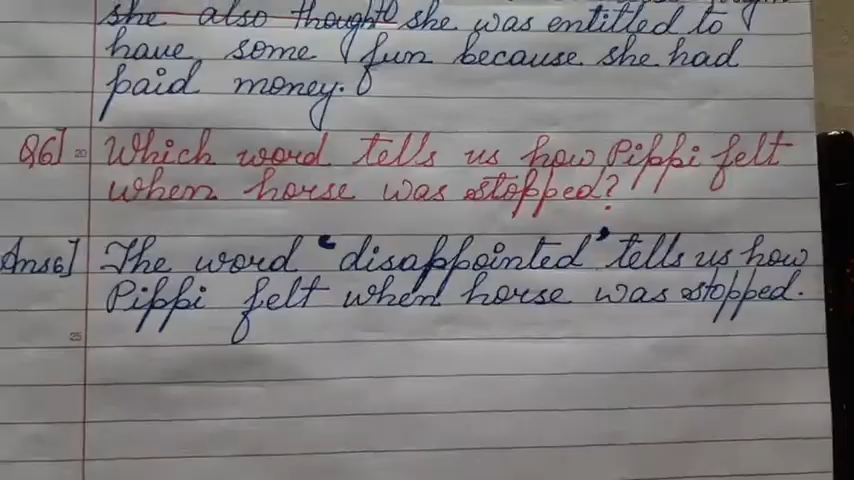 she also thought she was entitled to
have some fun because she had
paid money.
Q6] 20 Which word tells us how Pippi felt
when horse was stopped?
Ans6] The word 'disappointed' tells us how
Pippi felt when horse was stopped.
25